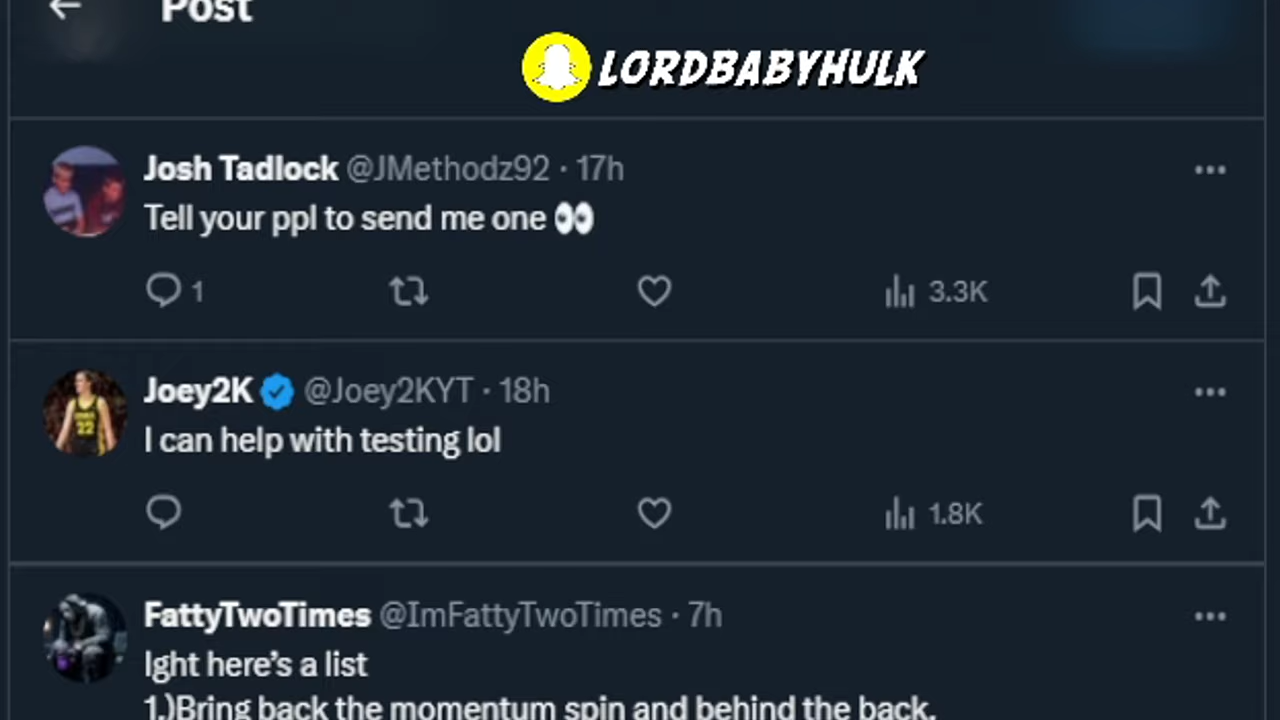 Post
LORDBABYHULK
Josh Tadlock @JMethodz92 · 17h
Tell your ppl to send me one 👀
1 3.3K
Joey2K @Joey2KYT · 18h
I can help with testing lol
1.8K
FattyTwoTimes @ImFattyTwoTimes · 7h
Ight here's a list
1.)Bring back the momentum spin and behind the back.